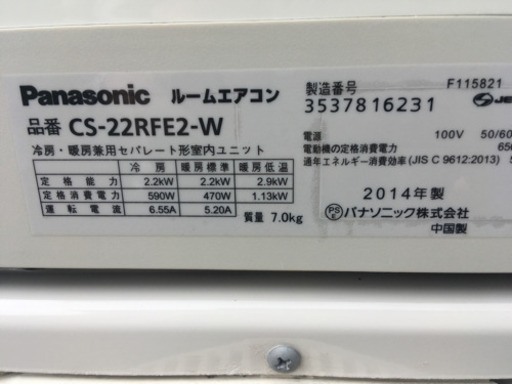 Panasonic ルームエアコン
品番 CS-22RFE2-W
冷房・暖房兼用セパレート形室内ユニット
冷房 暖房標準 暖房低温
定格能力 2.2kW 2.2kW 2.9kW
定格消費電力 590W 470W 1.13kW
運転電流 6.55A 5.20A
質量 7.0kg
F115821
製造番号
3537816231
電源 100V 50/60
電動機の定格消費電力
通年エネルギー消費効率(JIS C 9612:2013)
2014年製
PSE パナソニック株式会社
中国製